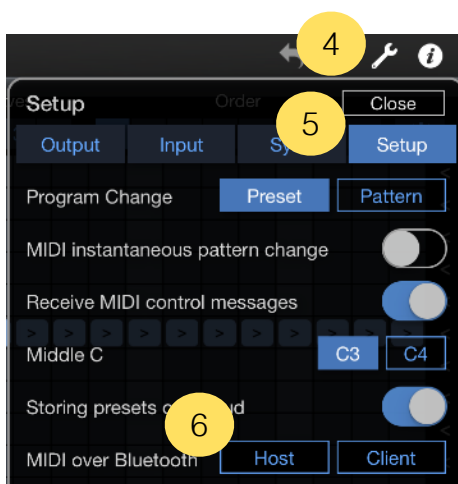 4
Setup Order Close
5
Output Input Sy Setup
Program Change Preset Pattern
MIDI instantaneous pattern change
Receive MIDI control messages
> > > > > > > > > >
Middle C C3 C4
Storing presets
6
MIDI over Bluetooth Host Client